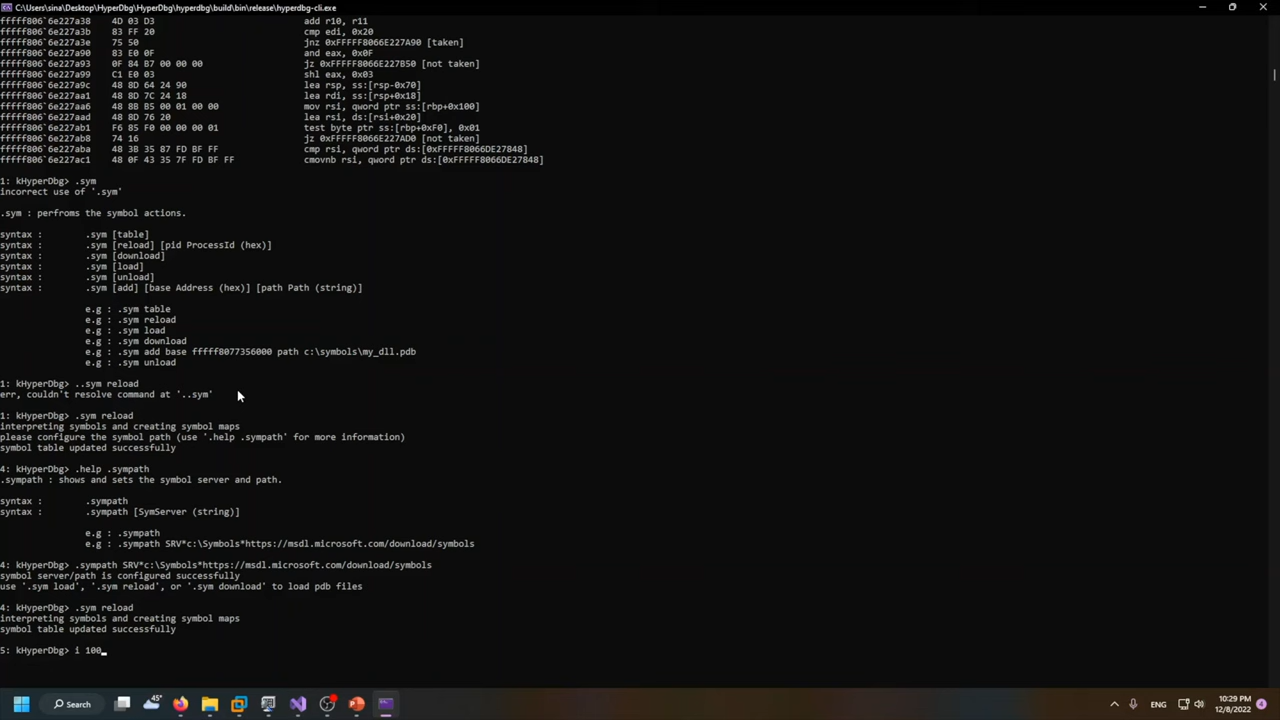 C:\Users\sina\Desktop\HyperDbg\HyperDbg\hyperdbg\build\bin\release\hyperdbg-cli.exe
fffff806`6e227a38 4D 03 D3 add r10, r11
fffff806`6e227a3b 83 FF 20 cmp edi, 0x20
fffff806`6e227a3e 75 50 jnz 0xFFFFF8066E227A90 [taken]
fffff806`6e227a90 83 E0 0F and eax, 0x0F
fffff806`6e227a93 0F 84 B7 00 00 00 jz 0xFFFFF8066E227B50 [not taken]
fffff806`6e227a99 C1 E0 03 shl eax, 0x03
fffff806`6e227a9c 48 8D 64 24 90 lea rsp, ss:[rsp-0x70]
fffff806`6e227aa1 48 8D 7C 24 18 lea rdi, ss:[rsp+0x18]
fffff806`6e227aa6 48 8B B5 00 01 00 00 mov rsi, qword ptr ss:[rbp+0x100]
fffff806`6e227aad 48 8D 76 20 lea rsi, ds:[rsi+0x20]
fffff806`6e227ab1 F6 85 F0 00 00 00 01 test byte ptr ss:[rbp+0xF0], 0x01
fffff806`6e227ab8 74 16 jz 0xFFFFF8066E227AD0 [not taken]
fffff806`6e227aba 48 3B 35 87 FD BF FF cmp rsi, qword ptr ds:[0xFFFFF8066DE27848]
fffff806`6e227ac1 48 0F 43 35 7F FD BF FF cmovnb rsi, qword ptr ds:[0xFFFFF8066DE27848]
1: kHyperDbg> .sym
incorrect use of '.sym'
.sym : perfroms the symbol actions.
syntax : .sym [table]
syntax : .sym [reload] [pid ProcessId (hex)]
syntax : .sym [download]
syntax : .sym [load]
syntax : .sym [unload]
syntax : .sym [add] [base Address (hex)] [path Path (string)]
e.g : .sym table
e.g : .sym reload
e.g : .sym load
e.g : .sym download
e.g : .sym add base fffff8077356000 path c:\symbols\my_dll.pdb
e.g : .sym unload
1: kHyperDbg> ..sym reload
err, couldn't resolve command at '..sym'
1: kHyperDbg> .sym reload
interpreting symbols and creating symbol maps
please configure the symbol path (use '.help .sympath' for more information)
symbol table updated successfully
4: kHyperDbg> .help .sympath
.sympath : shows and sets the symbol server and path.
syntax : .sympath
syntax : .sympath [SymServer (string)]
e.g : .sympath
e.g : .sympath SRV*c:\Symbols*https://msdl.microsoft.com/download/symbols
4: kHyperDbg> .sympath SRV*c:\Symbols*https://msdl.microsoft.com/download/symbols
symbol server/path is configured successfully
use '.sym load', '.sym reload', or '.sym download' to load pdb files
4: kHyperDbg> .sym reload
interpreting symbols and creating symbol maps
symbol table updated successfully
5: kHyperDbg> i 100_
Search
45°
ENG
10:29 PM
12/8/2022
4